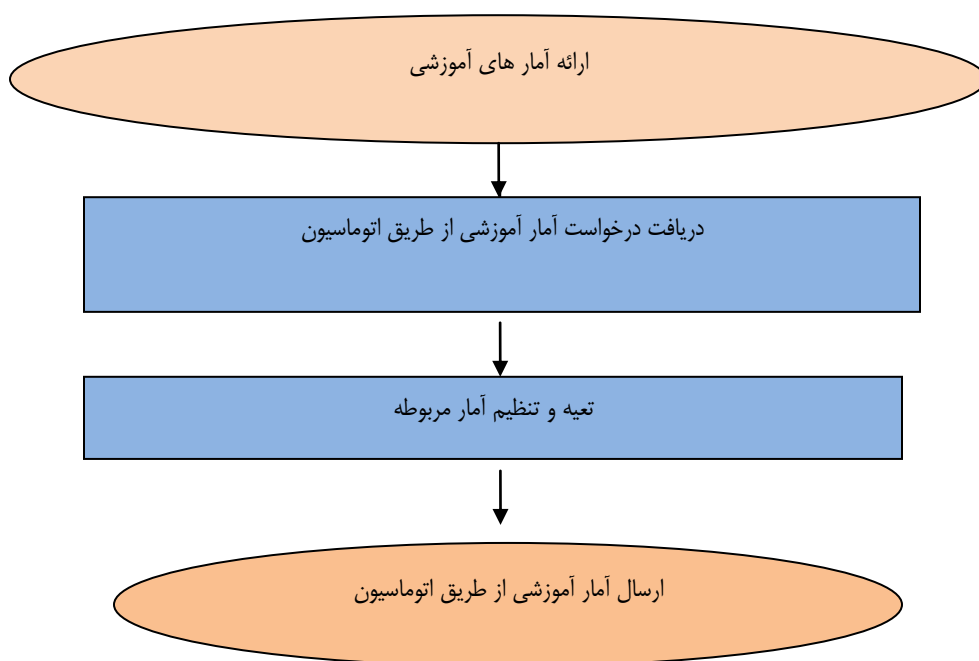 ارائه آمار های آموزشی
دریافت درخواست آمار آموزشی از طریق اتوماسیون
تعیه و تنظیم آمار مربوطه
ارسال آمار آموزشی از طریق اتوماسیون